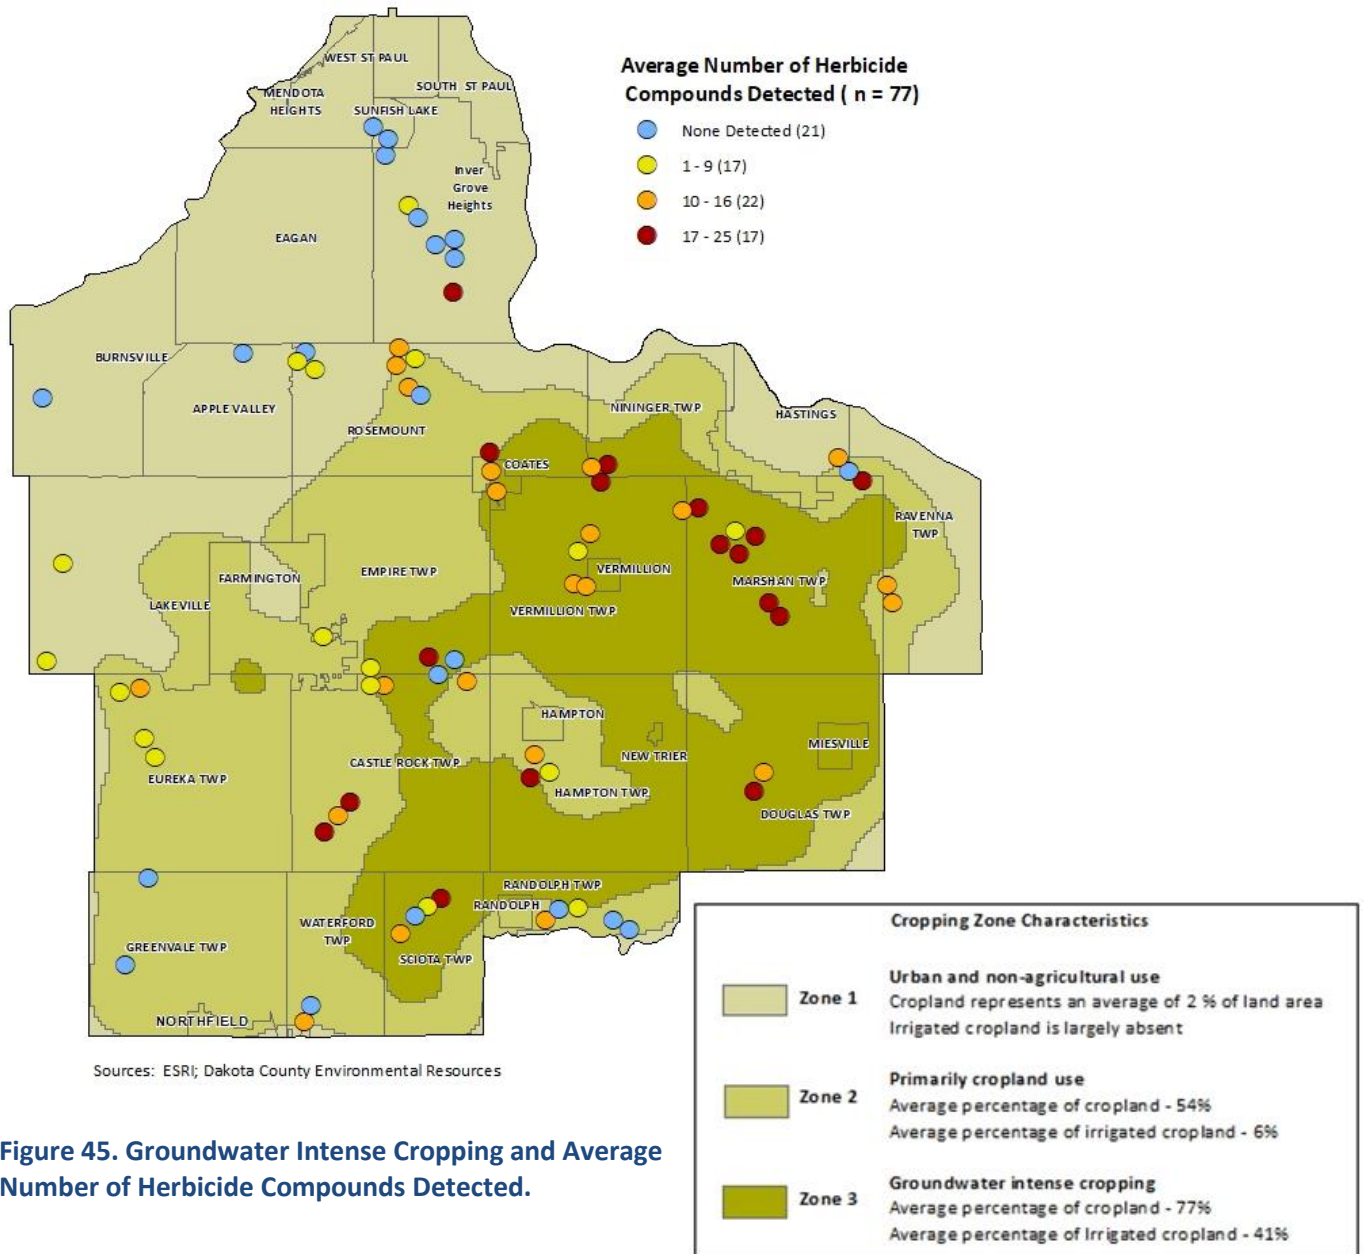 WEST ST PAUL
SOUTH ST PAUL
MENDOTA
HEIGHTS
SUNFISH LAKE
Inver
Grove
Heights
EAGAN
BURNSVILLE
APPLE VALLEY
ROSEMOUNT
NININGER TWP
HASTINGS
COATES
RAVENNA
TWP
FARMINGTON
EMPIRE TWP
VERMILLION
MARSHAN TWP
LAKEVILLE
VERMILLION TWP
HAMPTON
MIESVILLE
NEW TRIER
CASTLE ROCK TWP
EUREKA TWP
HAMPTON TWP
DOUGLAS TWP
RANDOLPH TWP
RANDOLPH
WATERFORD
TWP
GREENVALE TWP
SCIOTA TWP
NORTHFIELD
Average Number of Herbicide
Compounds Detected ( n = 77)
None Detected (21)
1 - 9 (17)
10 - 16 (22)
17 - 25 (17)
Sources: ESRI; Dakota County Environmental Resources
Figure 45. Groundwater Intense Cropping and Average
Number of Herbicide Compounds Detected.
Cropping Zone Characteristics
Zone 1
Urban and non-agricultural use
Cropland represents an average of 2 % of land area
Irrigated cropland is largely absent
Zone 2
Primarily cropland use
Average percentage of cropland - 54%
Average percentage of irrigated cropland - 6%
Zone 3
Groundwater intense cropping
Average percentage of cropland - 77%
Average percentage of Irrigated cropland - 41%